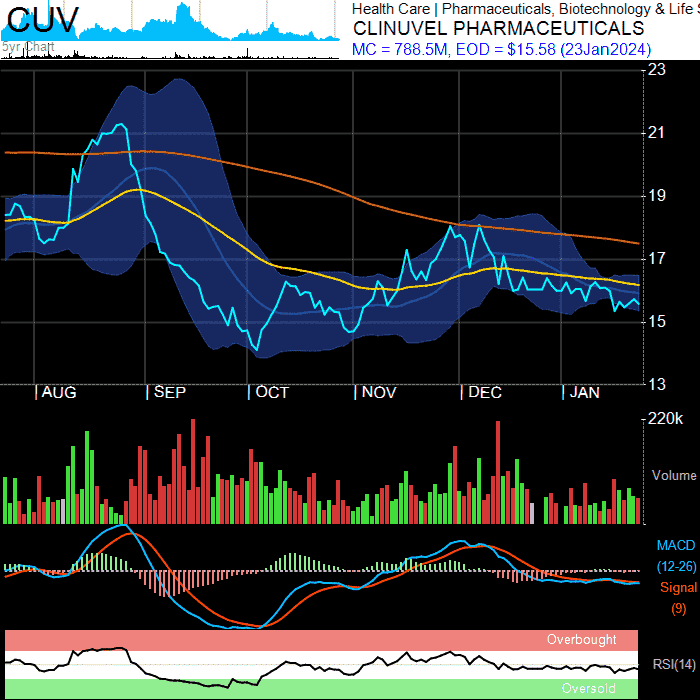 CUV
5yr Chart
Health Care | Pharmaceuticals, Biotechnology & Life S
CLINUVEL PHARMACEUTICALS
MC = 788.5M, EOD = $15.58 (23Jan2024)
23
21
19
17
15
13
| AUG | SEP | OCT | NOV | DEC | JAN
220k
Volume
MACD
(12-26)
Signal
(9)
Overbought
RSI(14)
Oversold